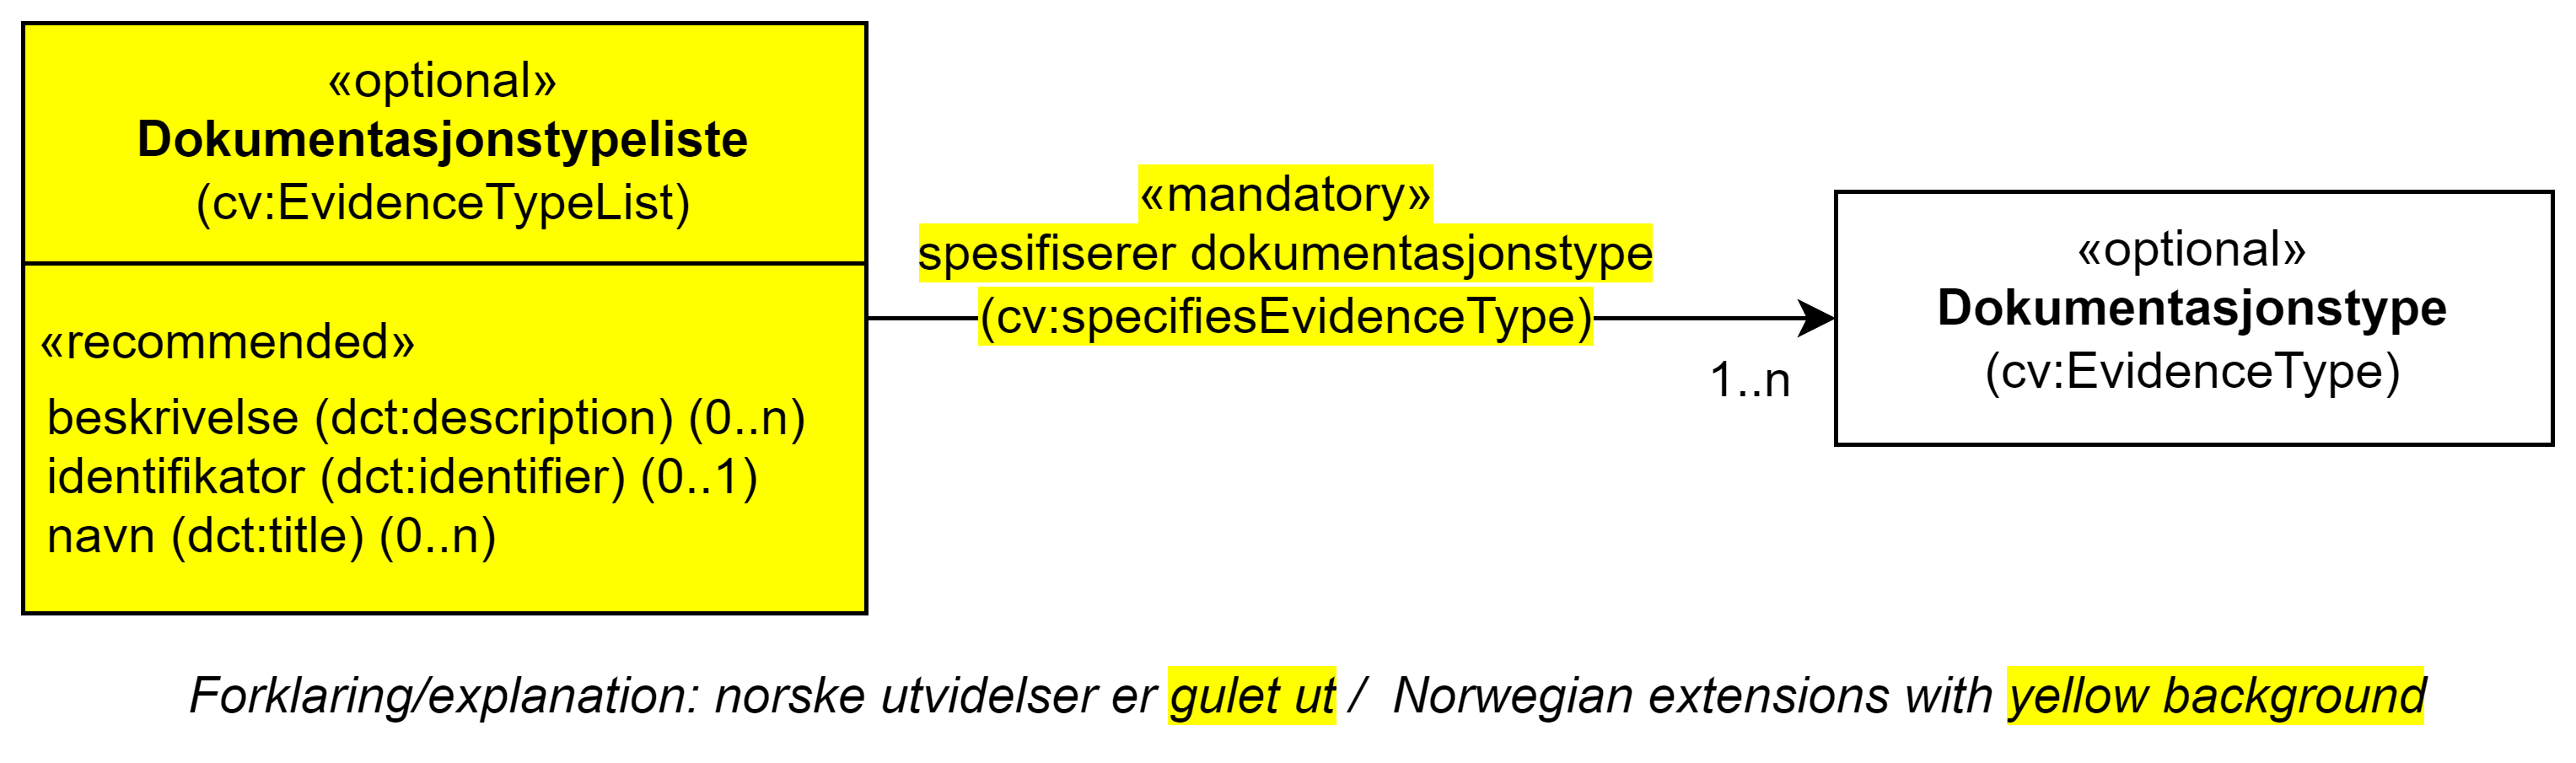 «optional»
Dokumentasjonstypeliste
(cv:EvidenceTypeList)
«recommended»
beskrivelse (dct:description) (0..n)
identifikator (dct:identifier) (0..1)
navn (dct:title) (0..n)
«mandatory»
spesifiserer dokumentasjonstype
(cv:specifiesEvidenceType)
1..n
«optional»
Dokumentasjonstype
(cv:EvidenceType)
Forklaring/explanation: norske utvidelser er gulet ut / Norwegian extensions with yellow background